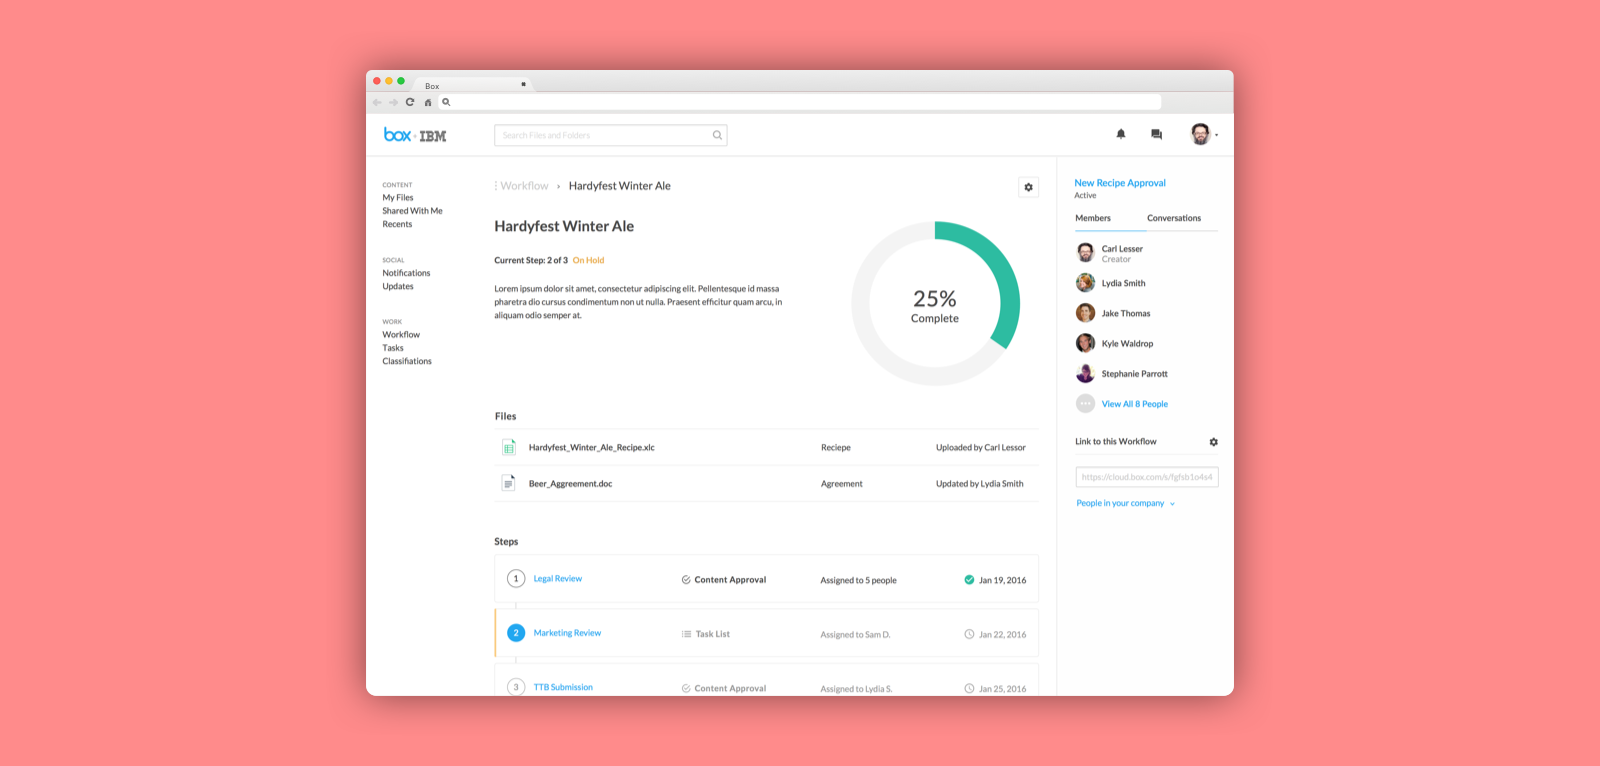 Box
box + IBM
Search Files and Folders
CONTENT
My Files
Shared With Me
Recents
SOCIAL
Notifications
Updates
WORK
Workflow
Tasks
Classifiations
Workflow › Hardyfest Winter Ale
Hardyfest Winter Ale
Current Step: 2 of 3 On Hold
Lorem ipsum dolor sit amet, consectetur adipiscing elit. Pellentesque id massa
pharetra dio cursus condimentum non ut nulla. Praesent efficitur quam arcu, in
aliquam odio semper at.
25%
Complete
Files
Hardyfest_Winter_Ale_Recipe.xlc Reciepe Uploaded by Carl Lessor
Beer_Aggreement.doc Agreement Updated by Lydia Smith
Steps
1 Legal Review Content Approval Assigned to 5 people Jan 19, 2016
2 Marketing Review Task List Assigned to Sam D. Jan 22, 2016
3 TTB Submission Content Approval Assigned to Lydia S. Jan 25, 2016
New Recipe Approval
Active
Members Conversations
Carl Lesser
Creator
Lydia Smith
Jake Thomas
Kyle Waldrop
Stephanie Parrott
View All 8 People
Link to this Workflow
https://cloud.box.com/s/fgfsb1o4s4
People in your company